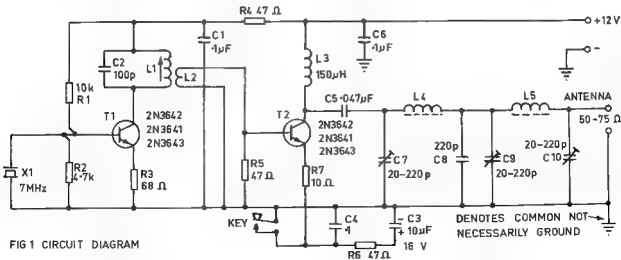 R4 47 Ω
C1
·1µF
C6
·1µF
+12V
-
C2
100p
L1
L2
L3
150µH
10k
R1
T1
2N3642
2N3641
2N3643
T2
2N3642
2N3641
2N3643
C5 ·047µF
L4
L5
ANTENNA
50-75 Ω
C7
20-220p
220p
C8
C9
20-220p
20-220p
C10
X1
7MHz
R2
4·7k
R3
68 Ω
R5
47 Ω
R7
10 Ω
KEY
C4
·1
C3
-
+
10µF
16 V
R6 47Ω
DENOTES COMMON NOT
NECESSARILY GROUND
FIG 1 CIRCUIT DIAGRAM